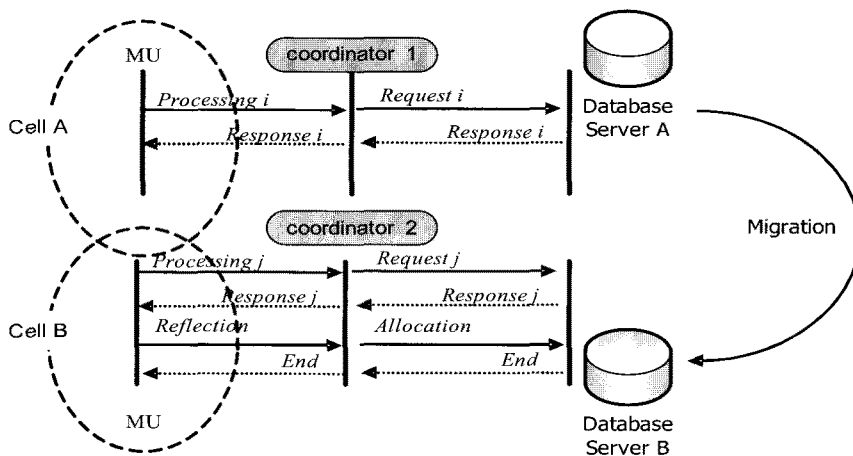 MU
coordinator 1
Processing i
Request i
Database
Server A
Cell A
Response i
Response i
coordinator 2
Migration
Processing j
Request j
Response j
Response j
Cell B
Reflection
Allocation
End
End
MU
Database
Server B